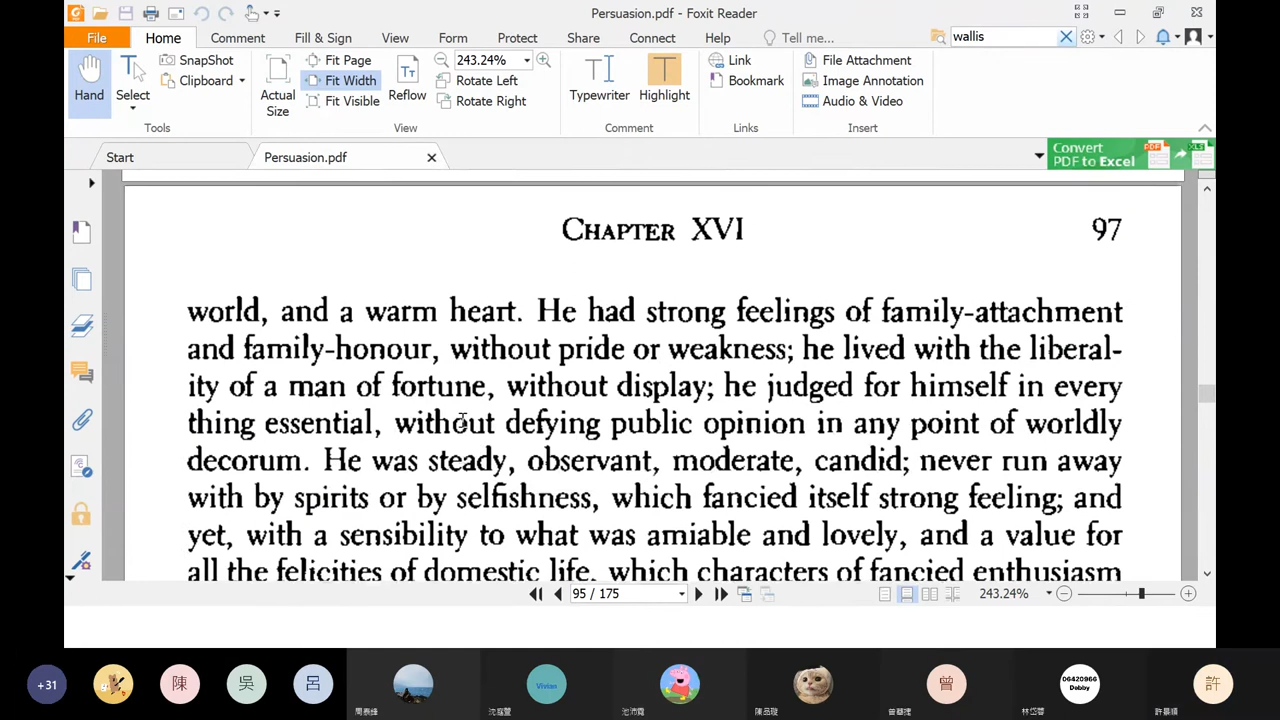 Persuasion.pdf - Foxit Reader
File Home Comment Fill & Sign View Form Protect Share Connect Help Tell me... wallis
Hand Select SnapShot Clipboard Actual Size Fit Page Fit Width Fit Visible Reflow 243.24% Rotate Left Rotate Right Typewriter Highlight Link Bookmark File Attachment Image Annotation Audio & Video
Tools View Comment Links Insert
Start Persuasion.pdf Convert PDF to Excel PDF XLS
CHAPTER XVI 97
world, and a warm heart. He had strong feelings of family-attachment
and family-honour, without pride or weakness; he lived with the liberal-
ity of a man of fortune, without display; he judged for himself in every
thing essential, without defying public opinion in any point of worldly
decorum. He was steady, observant, moderate, candid; never run away
with by spirits or by selfishness, which fancied itself strong feeling; and
yet, with a sensibility to what was amiable and lovely, and a value for
all the felicities of domestic life, which characters of fancied enthusiasm
95 / 175 243.24%
+31 陳 吳 呂 Vivian 曾 06420966 Debby 許